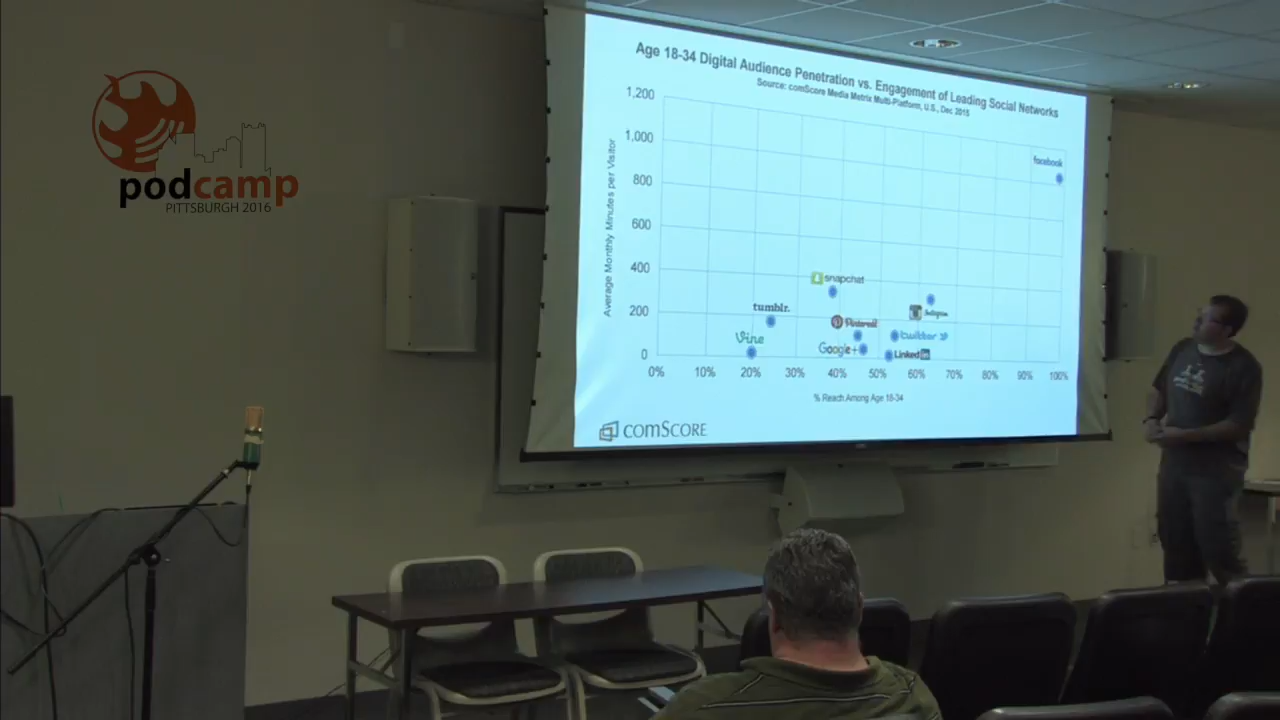 podcamp
PITTSBURGH 2016
Age 18-34 Digital Audience Penetration vs. Engagement of Leading Social Networks
Source: comScore Media Metrix Multi-Platform, U.S., Dec 2015
Average Monthly Minutes per Visitor
1,200
1,000
800
600
400
200
0
facebook
snapchat
tumblr.
Instagram
Pinterest
twitter
Vine
Google+
Linked in
0% 10% 20% 30% 40% 50% 60% 70% 80% 90% 100%
% Reach Among Age 18-34
comSCORE